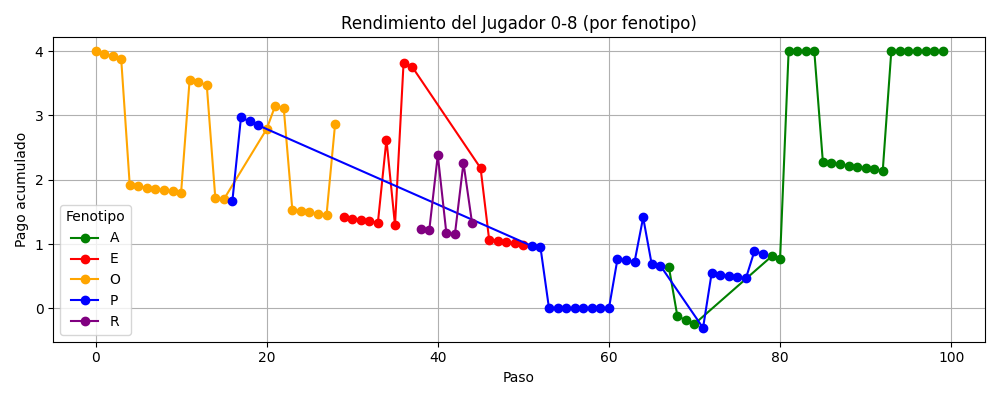 Rendimiento del Jugador 0-8 (por fenotipo)
Pago acumulado
4
3
2
1
0
Fenotipo
A
E
O
P
R
0
20
40
60
80
100
Paso